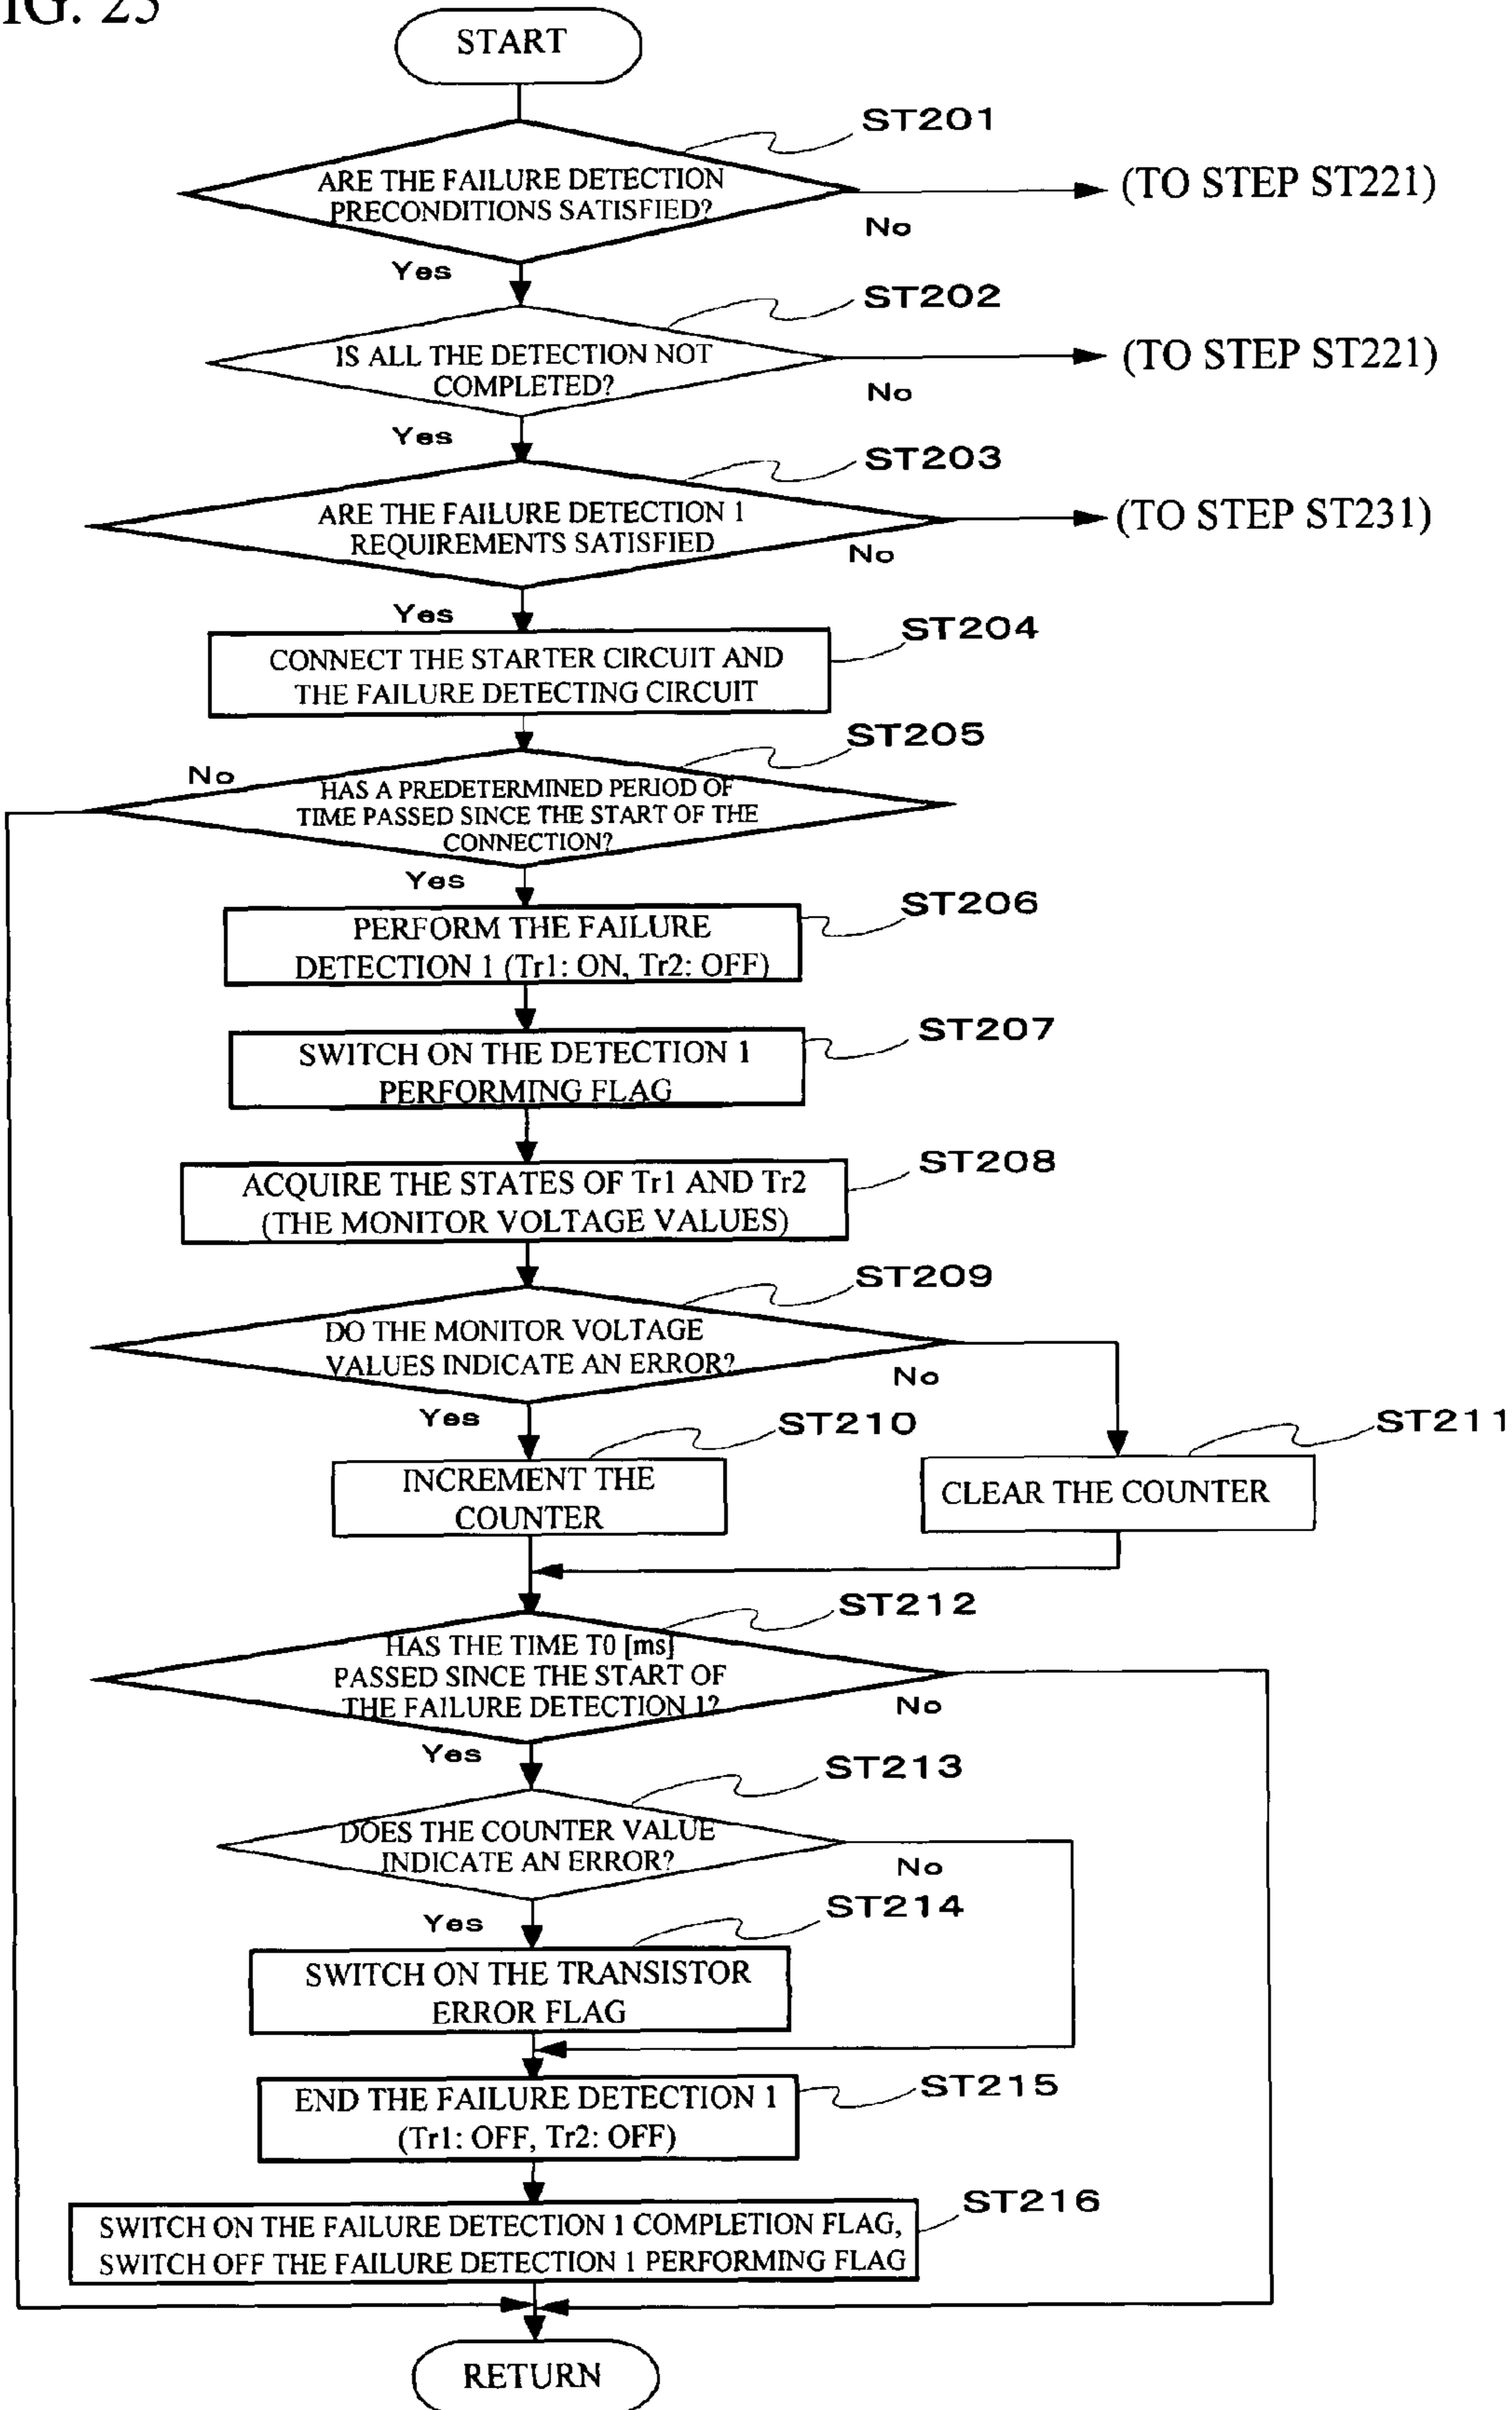 IG. 25
START
ST201
ARE THE FAILURE DETECTION
PRECONDITIONS SATISFIED?
(TO STEP ST221)
No
Yes
ST202
IS ALL THE DETECTION NOT
COMPLETED?
(TO STEP ST221)
No
Yes
ST203
ARE THE FAILURE DETECTION 1
REQUIREMENTS SATISFIED
(TO STEP ST231)
No
Yes
ST204
CONNECT THE STARTER CIRCUIT AND
THE FAILURE DETECTING CIRCUIT
ST205
No
HAS A PREDETERMINED PERIOD OF
TIME PASSED SINCE THE START OF THE
CONNECTION?
Yes
ST206
PERFORM THE FAILURE
DETECTION 1 (Tr1: ON, Tr2: OFF)
ST207
SWITCH ON THE DETECTION 1
PERFORMING FLAG
ST208
ACQUIRE THE STATES OF Tr1 AND Tr2
(THE MONITOR VOLTAGE VALUES)
ST209
DO THE MONITOR VOLTAGE
VALUES INDICATE AN ERROR?
No
Yes
ST210
ST211
INCREMENT THE
COUNTER
CLEAR THE COUNTER
ST212
HAS THE TIME T0 [ms]
PASSED SINCE THE START OF
THE FAILURE DETECTION 1?
No
Yes
ST213
DOES THE COUNTER VALUE
INDICATE AN ERROR?
No
Yes
ST214
SWITCH ON THE TRANSISTOR
ERROR FLAG
ST215
END THE FAILURE DETECTION 1
(Tr1: OFF, Tr2: OFF)
ST216
SWITCH ON THE FAILURE DETECTION 1 COMPLETION FLAG,
SWITCH OFF THE FAILURE DETECTION 1 PERFORMING FLAG
RETURN